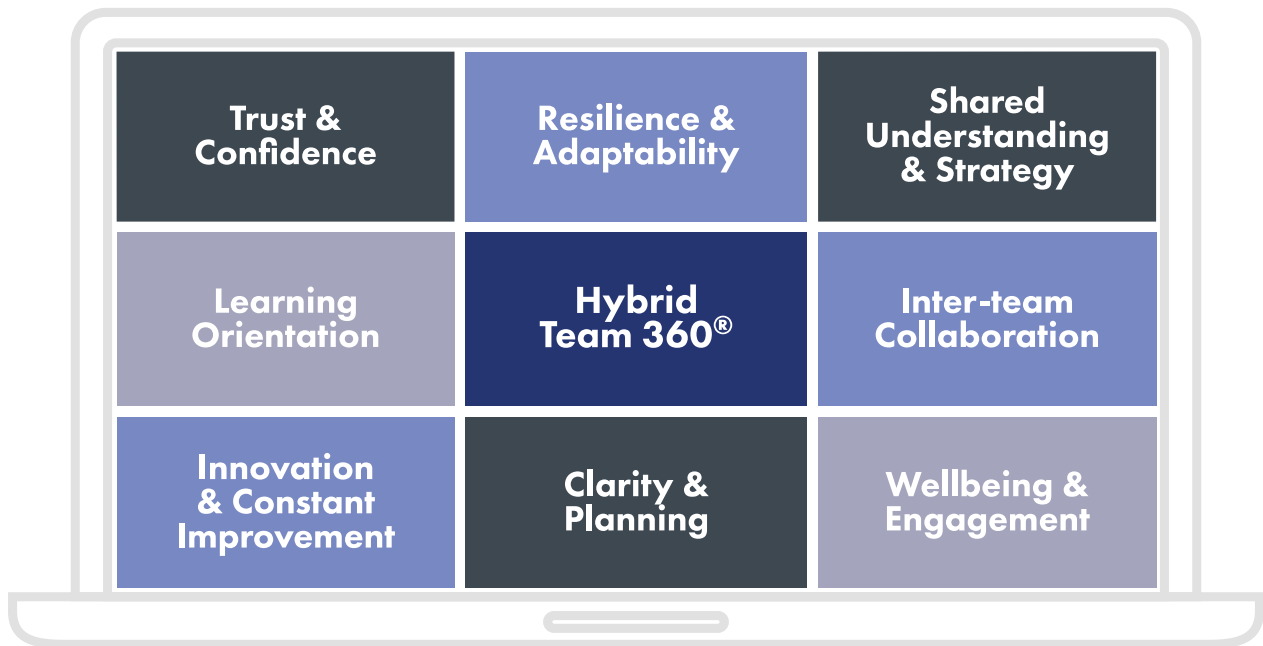 Trust &
Confidence
Resilience &
Adaptability
Shared
Understanding
& Strategy
Learning
Orientation
Hybrid
Team 360®
Inter-team
Collaboration
Innovation
& Constant
Improvement
Clarity &
Planning
Wellbeing &
Engagement